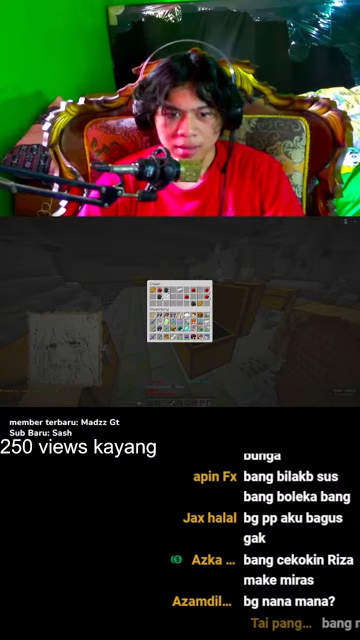 member terbaru: Madzz Gt
Sub Baru: Sash
250 views kayang
bunga
apin Fx bang bilakb sus
bang boleka bang
Jax halal bg pp aku bagus
gak
Azka ... bang cekokin Riza
make miras
Azamdil... bg nana mana?
Tai pang... bang